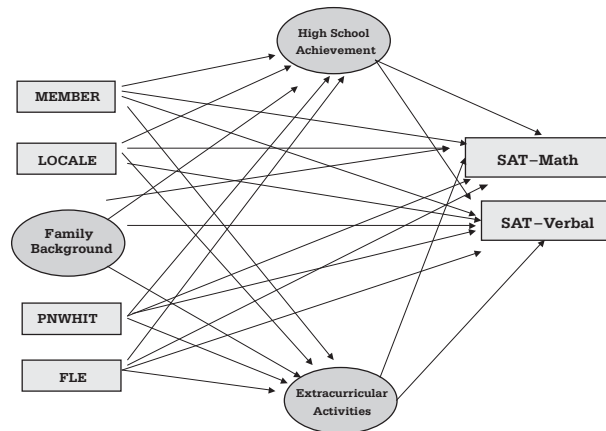 High School
Achievement
MEMBER
LOCALE
SAT–Math
SAT–Verbal
Family
Background
PNWHIT
FLE
Extracurricular
Activities